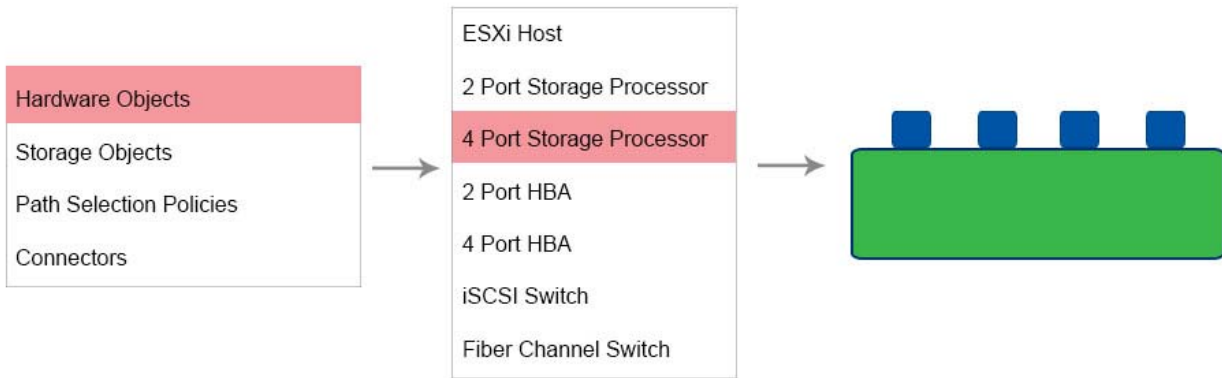 Hardware Objects
Storage Objects
Path Selection Policies
Connectors
ESXi Host
2 Port Storage Processor
4 Port Storage Processor
2 Port HBA
4 Port HBA
iSCSI Switch
Fiber Channel Switch